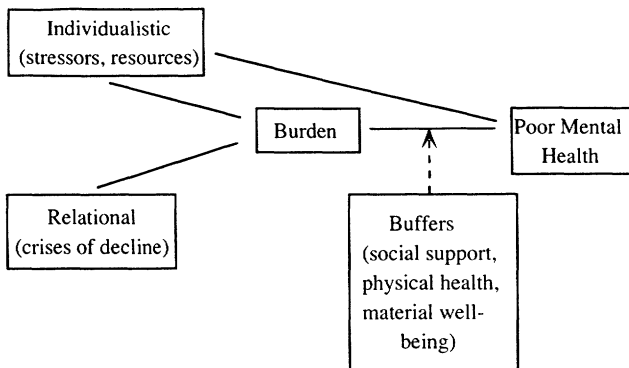 Individualistic
(stressors, resources)
Burden
Poor Mental
Health
Relational
(crises of decline)
Buffers
(social support,
physical health,
material well-
being)